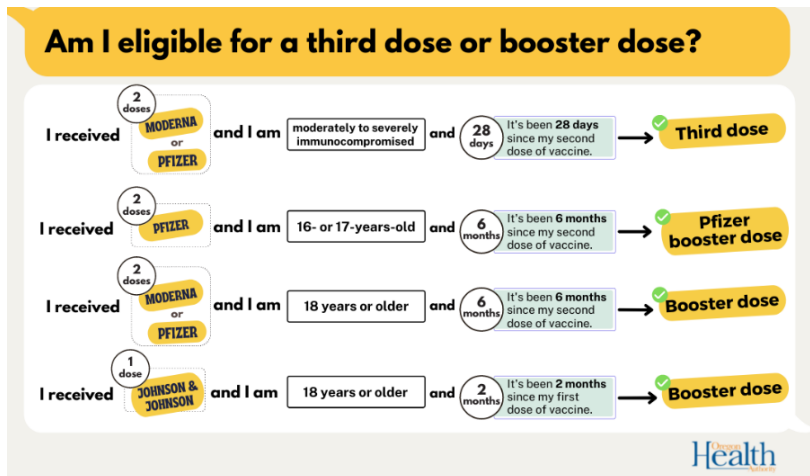 Am I eligible for a third dose or booster dose?
2 doses
I received MODERNA or PFIZER and I am moderately to severely immunocompromised and 28 days It's been 28 days since my second dose of vaccine. Third dose
2 doses
I received PFIZER and I am 16- or 17-years-old and 6 months It's been 6 months since my second dose of vaccine. Pfizer booster dose
2 doses
I received MODERNA or PFIZER and I am 18 years or older and 6 months It's been 6 months since my second dose of vaccine. Booster dose
1 dose
I received JOHNSON & JOHNSON and I am 18 years or older and 2 months It's been 2 months since my first dose of vaccine. Booster dose
Oregon
Health
Authority